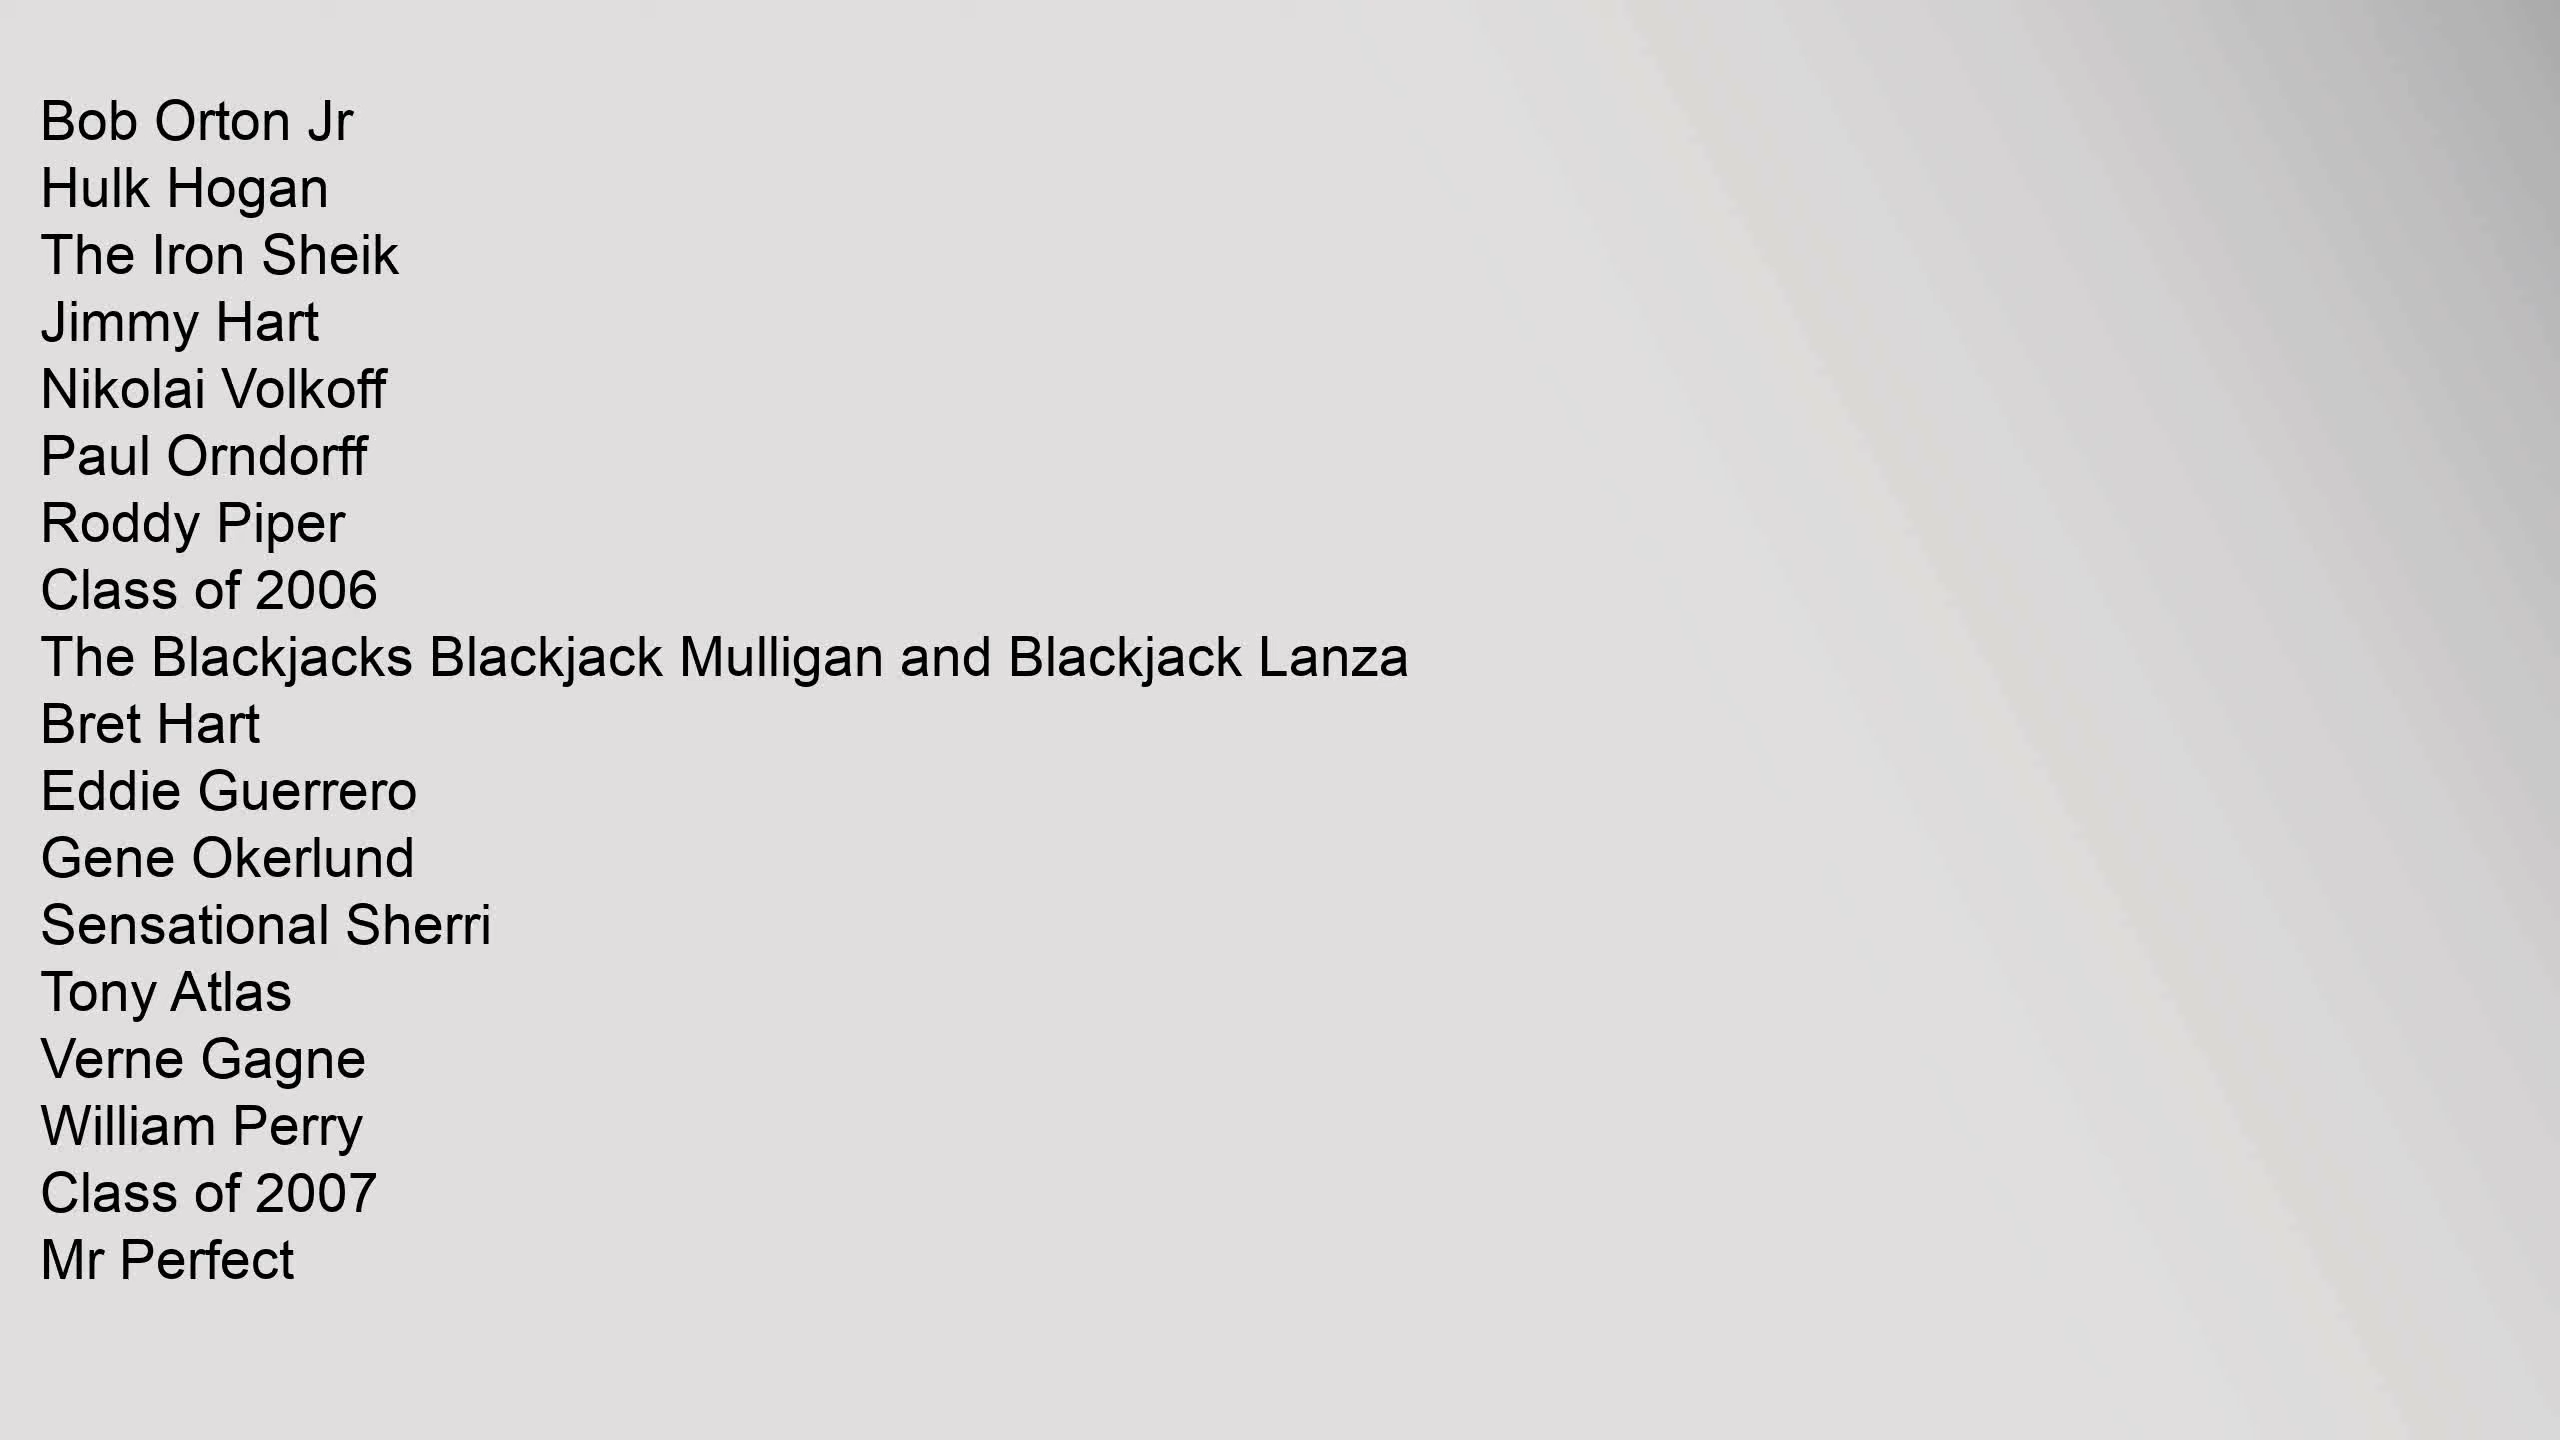 Bob Orton Jr
Hulk Hogan
The Iron Sheik
Jimmy Hart
Nikolai Volkoff
Paul Orndorff
Roddy Piper
Class of 2006
The Blackjacks Blackjack Mulligan and Blackjack Lanza
Bret Hart
Eddie Guerrero
Gene Okerlund
Sensational Sherri
Tony Atlas
Verne Gagne
William Perry
Class of 2007
Mr Perfect